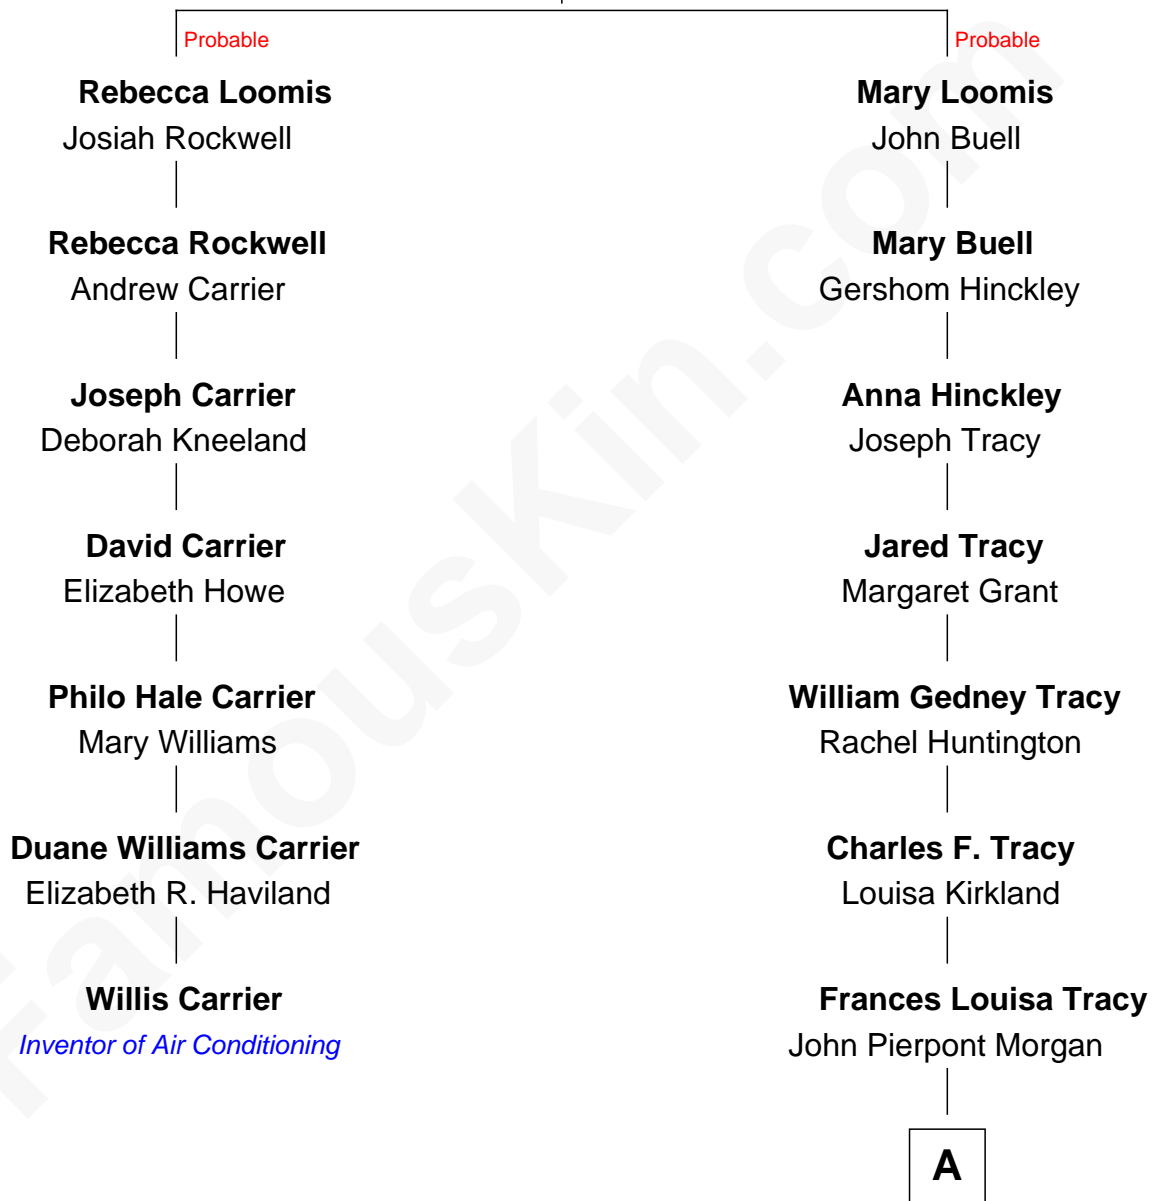 Probable
Rebecca Loomis
Josiah Rockwell
Rebecca Rockwell
Andrew Carrier
Joseph Carrier
Deborah Kneeland
David Carrier
Elizabeth Howe
Philo Hale Carrier
Mary Williams
Duane Williams Carrier
Elizabeth R. Haviland
Willis Carrier
Inventor of Air Conditioning
Probable
Mary Loomis
John Buell
Mary Buell
Gershom Hinckley
Anna Hinckley
Joseph Tracy
Jared Tracy
Margaret Grant
William Gedney Tracy
Rachel Huntington
Charles F. Tracy
Louisa Kirkland
Frances Louisa Tracy
John Pierpont Morgan
A
FamousKin.com